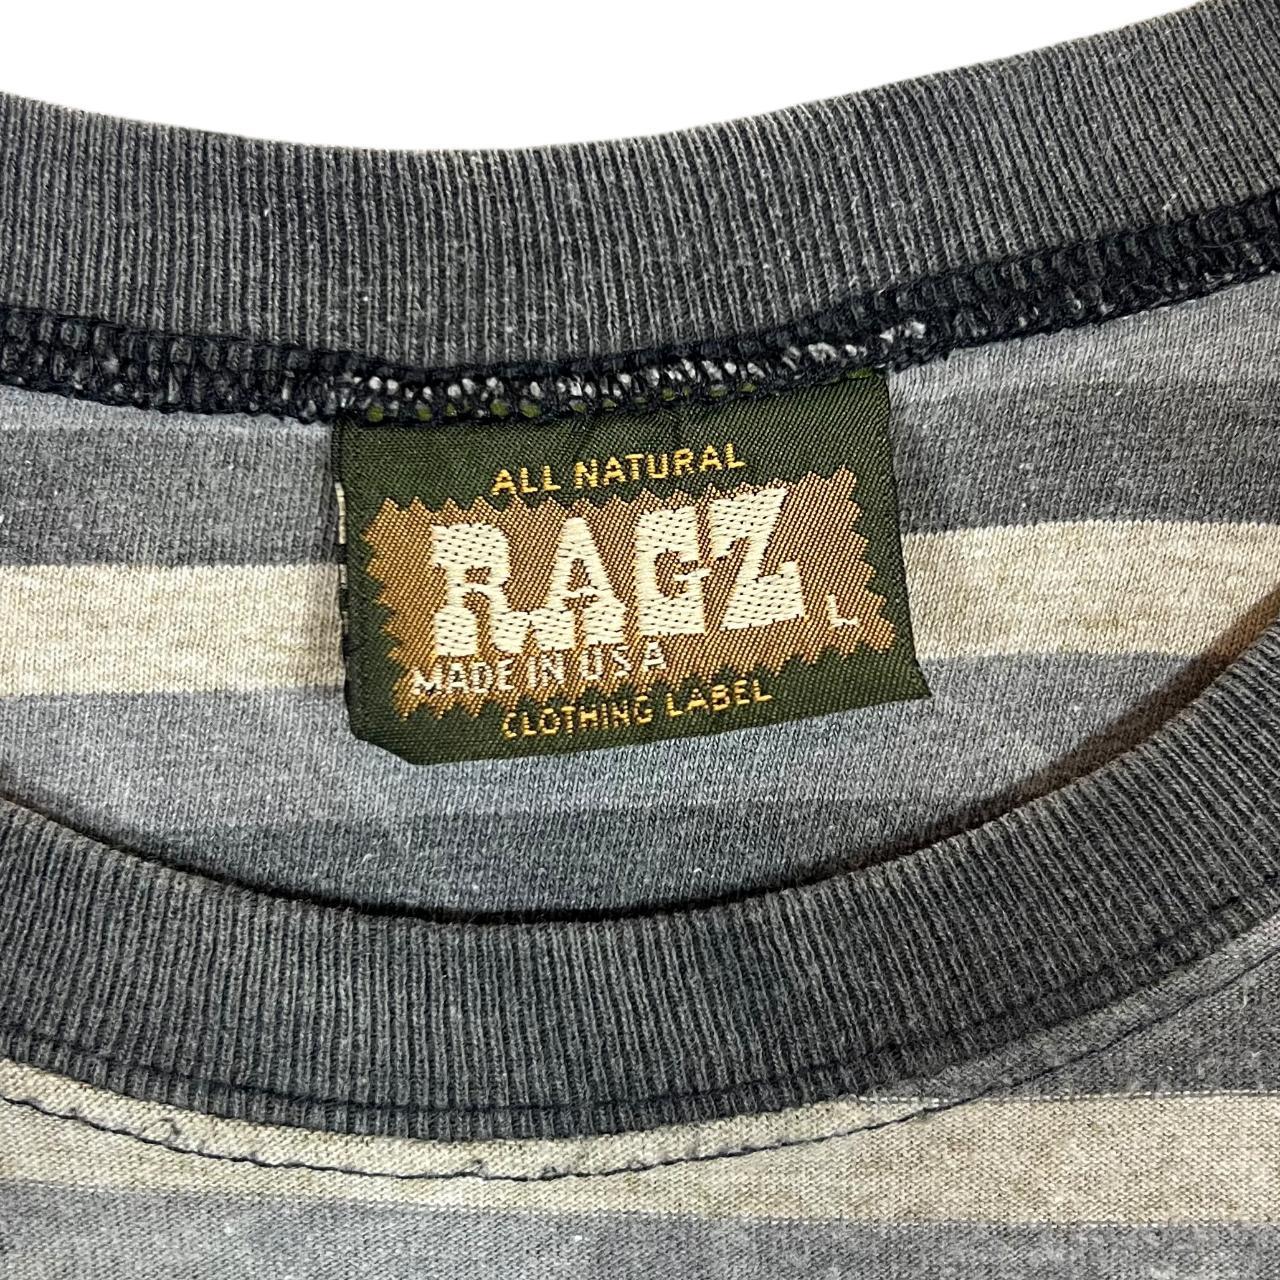 ALL NATURAL
RAGZ
L
MADE IN USA
CLOTHING LABEL